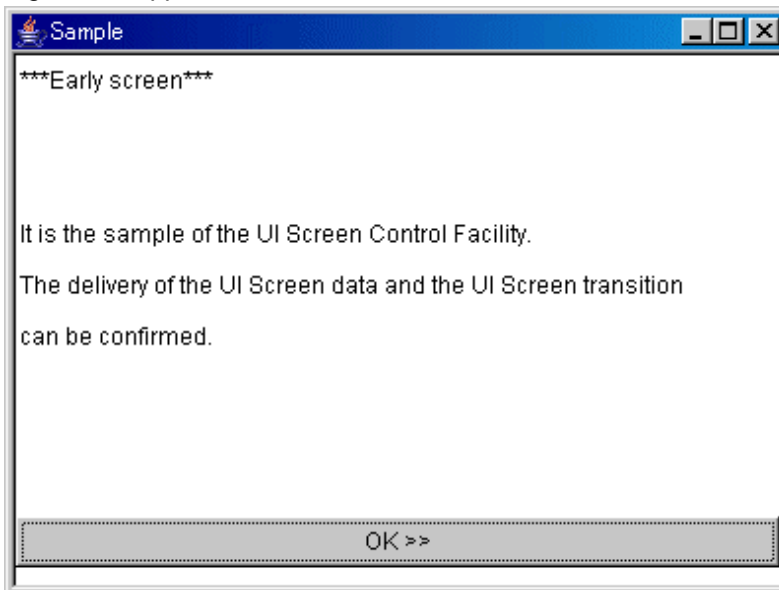 Sample
***Early screen***
It is the sample of the UI Screen Control Facility.
The delivery of the UI Screen data and the UI Screen transition
can be confirmed.
OK >>